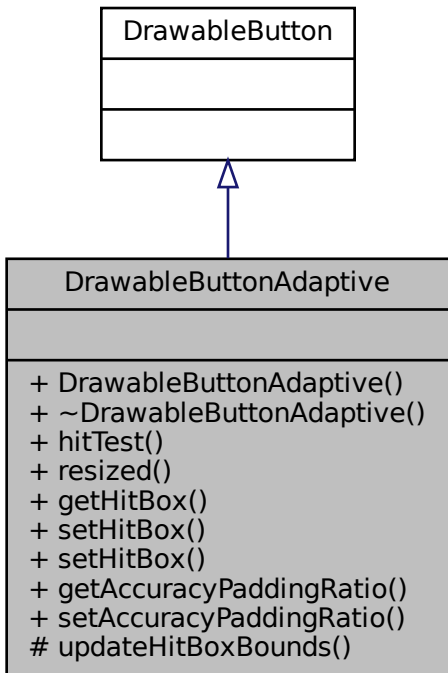 DrawableButton
DrawableButtonAdaptive
+ DrawableButtonAdaptive()
+ ~DrawableButtonAdaptive()
+ hitTest()
+ resized()
+ getHitBox()
+ setHitBox()
+ setHitBox()
+ getAccuracyPaddingRatio()
+ setAccuracyPaddingRatio()
# updateHitBoxBounds()